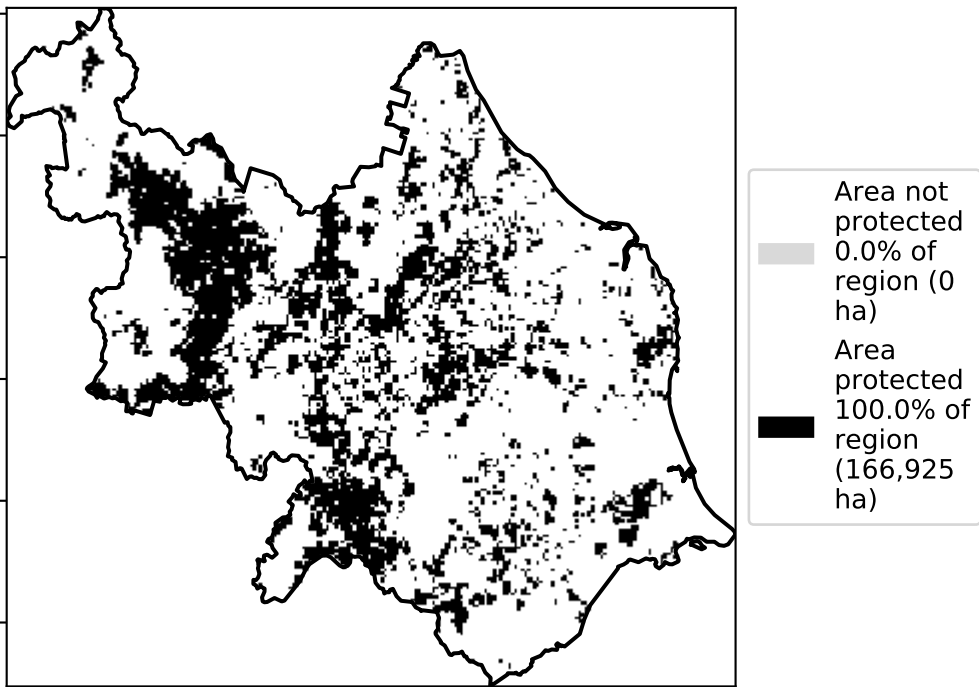 Area not
protected
0.0% of
region (0
ha)
Area
protected
100.0% of
region
(166,925
ha)